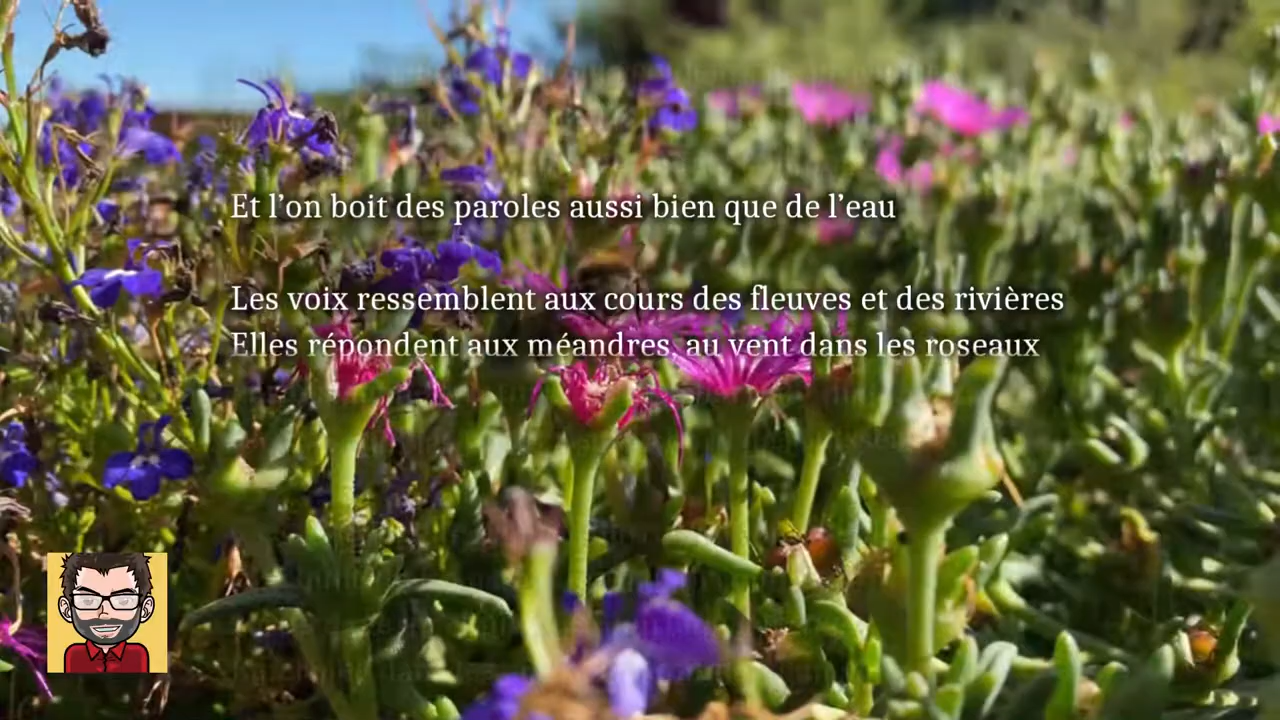 Et l’on boit des paroles aussi bien que de l’eau
Les voix ressemblent aux cours des fleuves et des rivières
Elles répondent aux méandres, au vent dans les roseaux